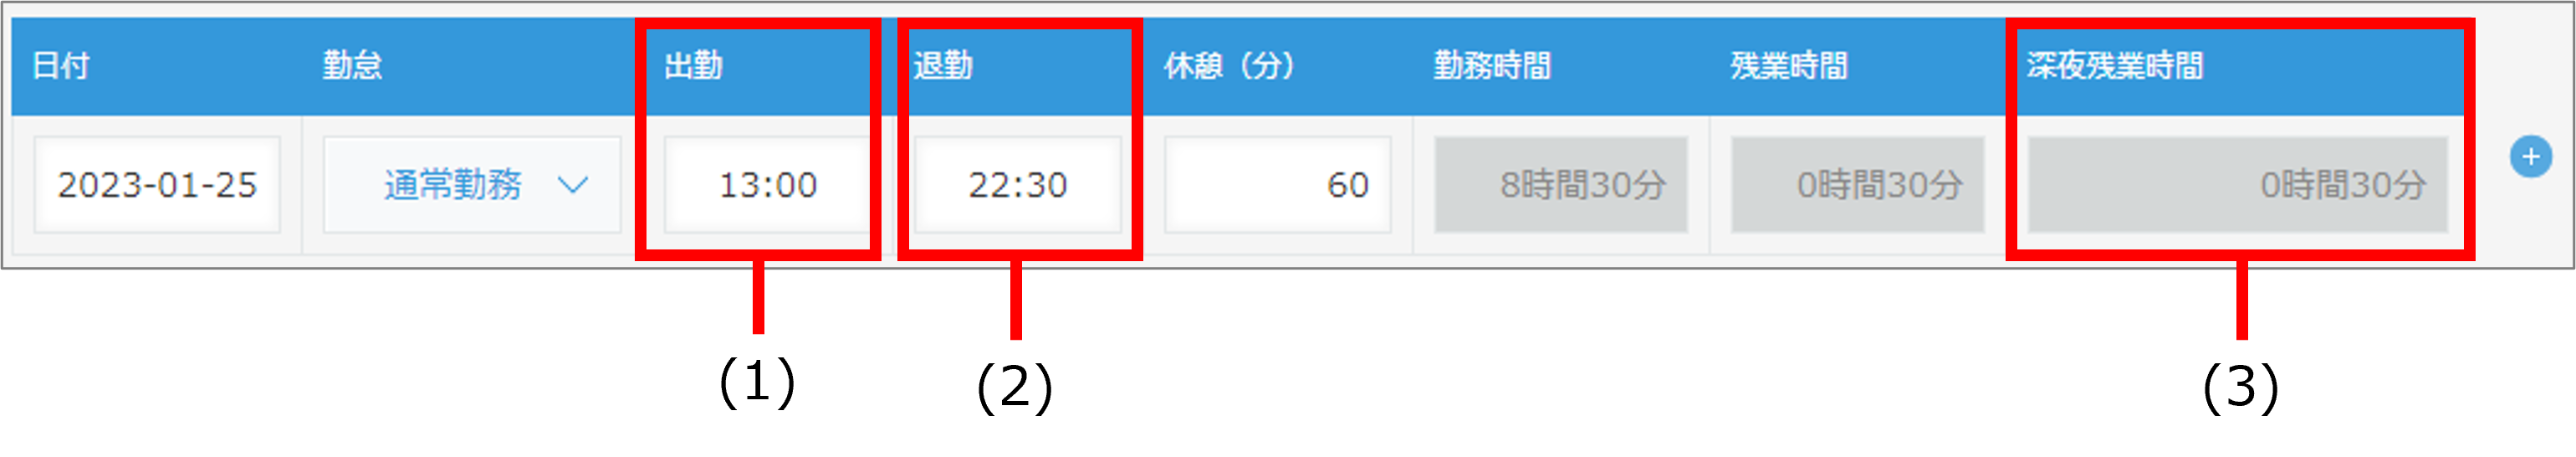 日付 勤怠 出勤 退勤 休憩（分） 勤務時間 残業時間 深夜残業時間
2023-01-25 通常勤務 13:00 22:30 60 8時間30分 0時間30分 0時間30分 +
(1) (2) (3)